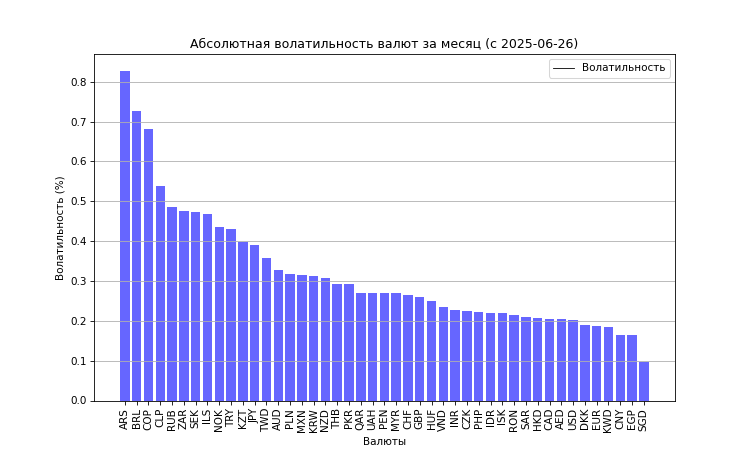 Абсолютная волатильность валют за месяц (с 2025-06-26)
Волатильность
0.8
0.7
0.6
0.5
0.4
0.3
0.2
0.1
0.0
Волатильность (%)
ARS BRL COP CLP RUB ZAR SEK ILS NOK TRY KZT JPY TWD AUD PLN MXN KRW NZD THB PKR QAR UAH PEN MYR CHF GBP HUF VND INR CZK PHP IDR ISK RON SAR HKD CAD AED USD DKK EUR KWD CNY EGP SGD
Валюты